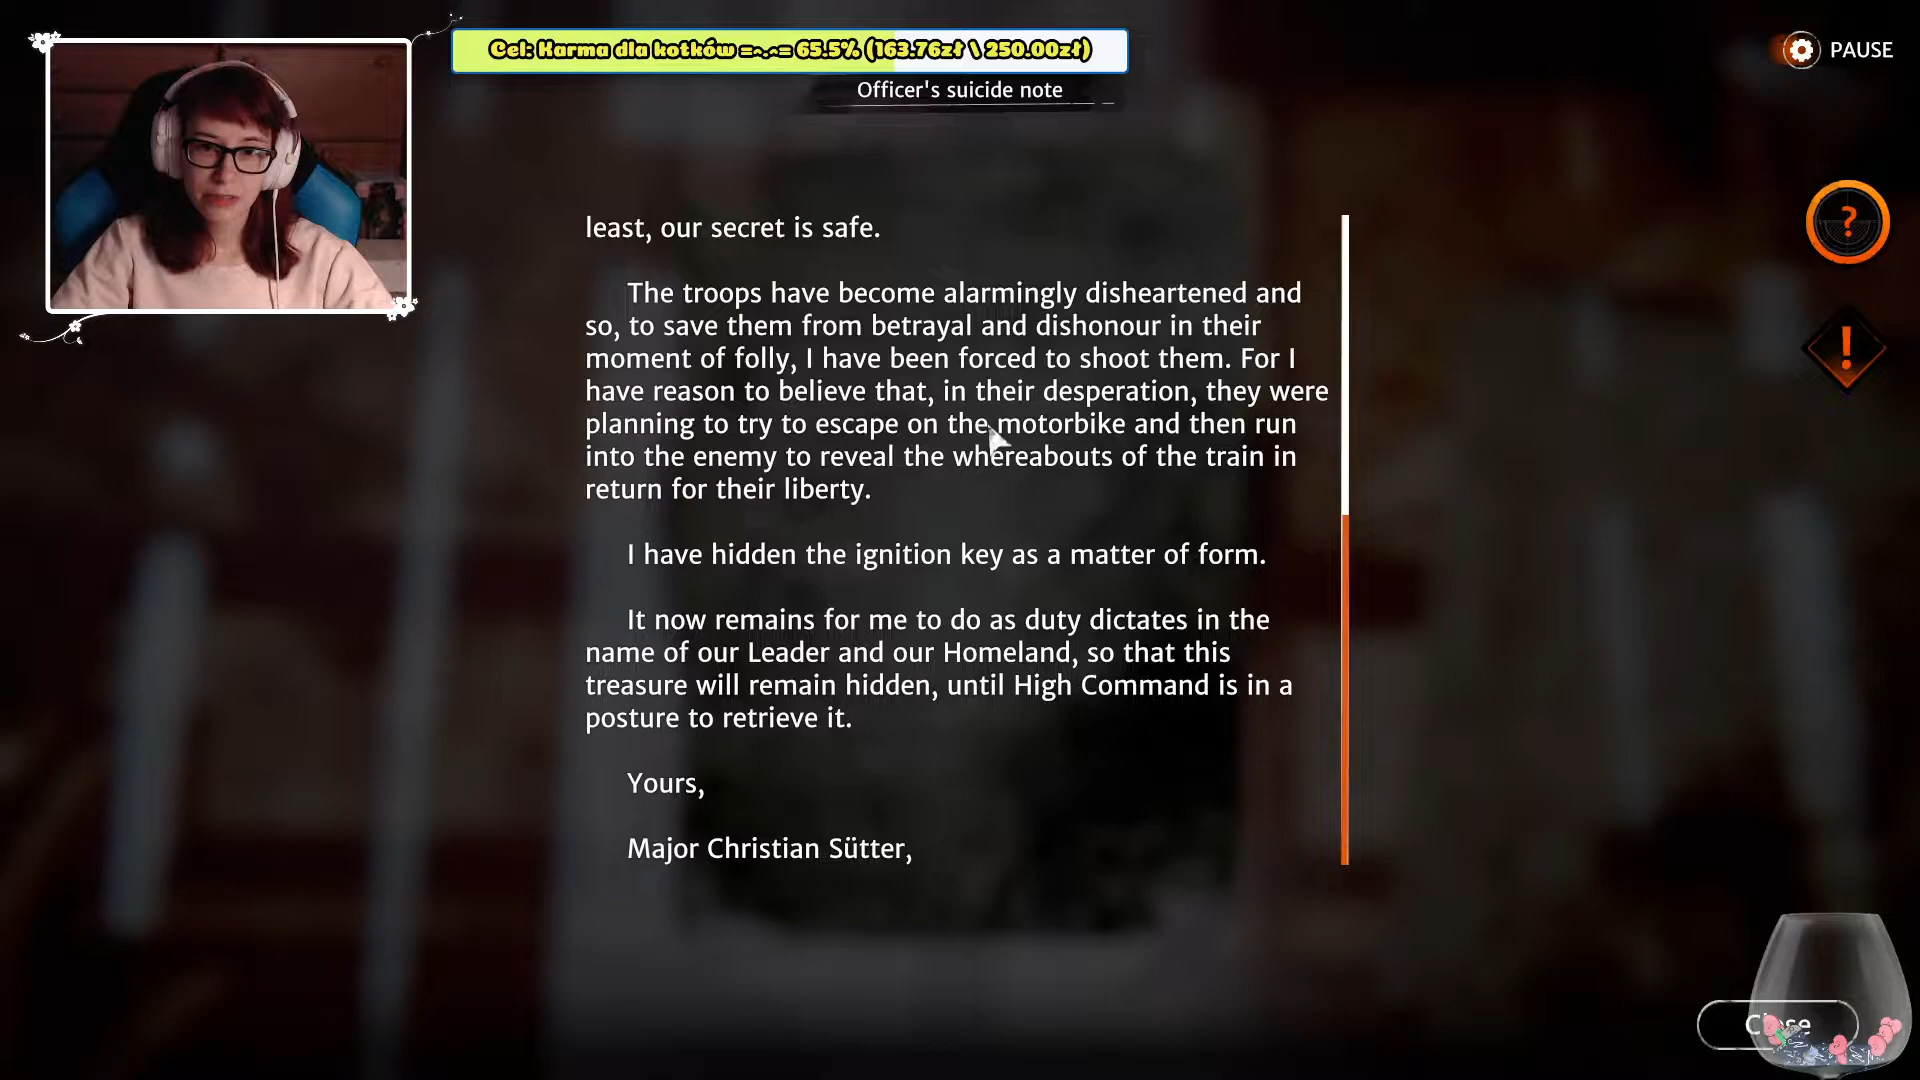 Cel: Karma dla kotków =^.^= 65.5% (163.76zł \ 250.00zł)
PAUSE
Officer's suicide note
?
!
least, our secret is safe.
The troops have become alarmingly disheartened and
so, to save them from betrayal and dishonour in their
moment of folly, I have been forced to shoot them. For I
have reason to believe that, in their desperation, they were
planning to try to escape on the motorbike and then run
into the enemy to reveal the whereabouts of the train in
return for their liberty.
I have hidden the ignition key as a matter of form.
It now remains for me to do as duty dictates in the
name of our Leader and our Homeland, so that this
treasure will remain hidden, until High Command is in a
posture to retrieve it.
Yours,
Major Christian Sütter,
Close